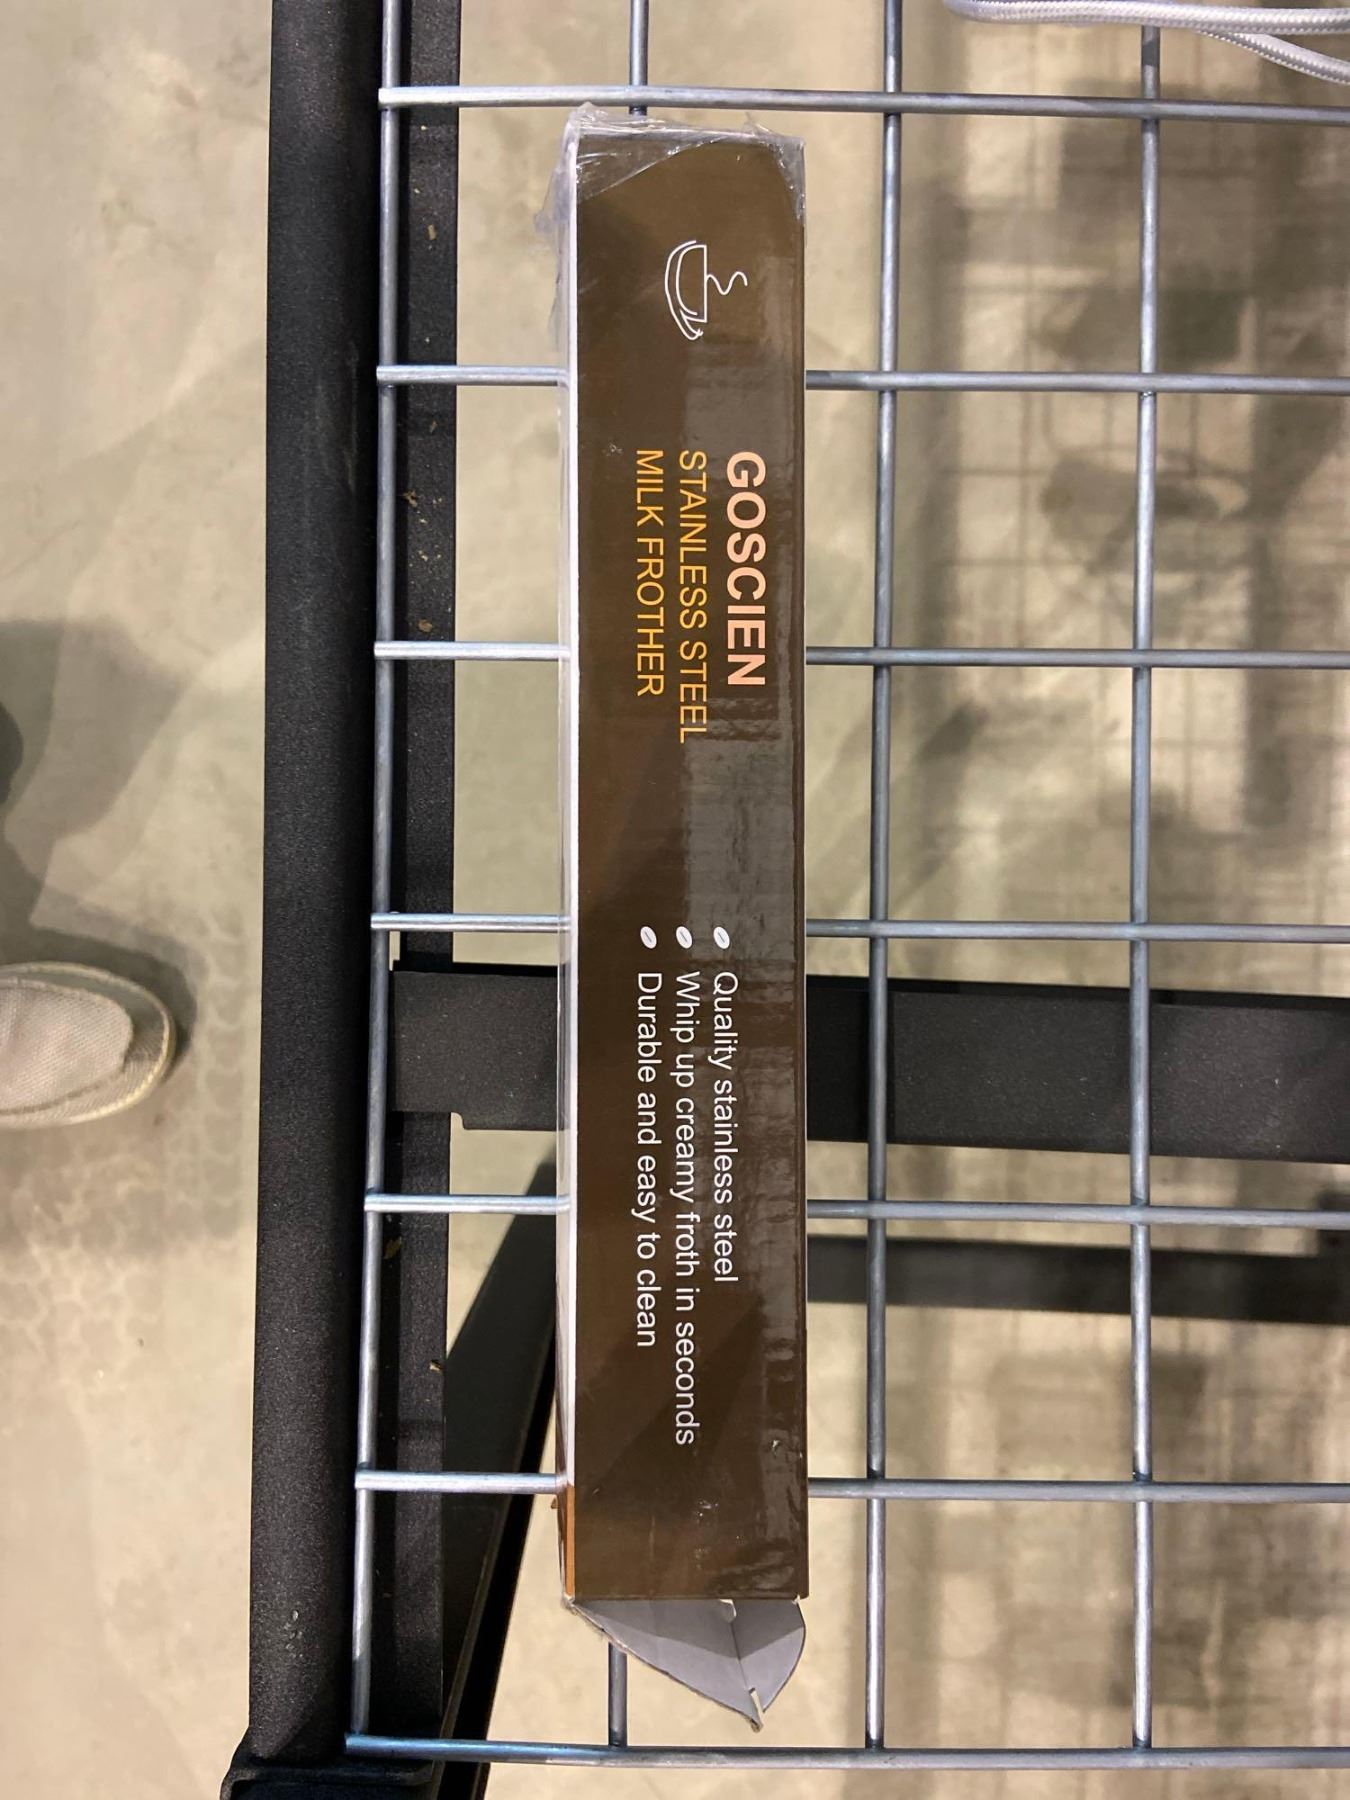 GOSCIEN
STAINLESS STEEL
MILK FROTHER
Quality stainless steel
Whip up creamy froth in seconds
Durable and easy to clean